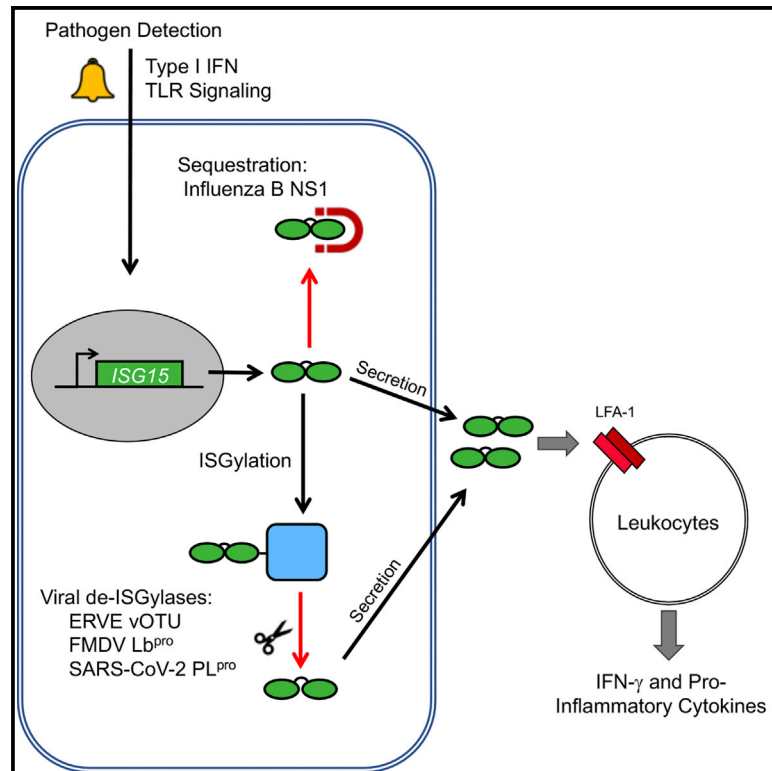 Pathogen Detection
Type I IFN
TLR Signaling
Sequestration:
Influenza B NS1
ISG15
Secretion
ISGylation
LFA-1
Leukocytes
Secretion
Viral de-ISGylases:
ERVE vOTU
FMDV Lbᵖʳᵒ
SARS-CoV-2 PLᵖʳᵒ
IFN-γ and Pro-
Inflammatory Cytokines